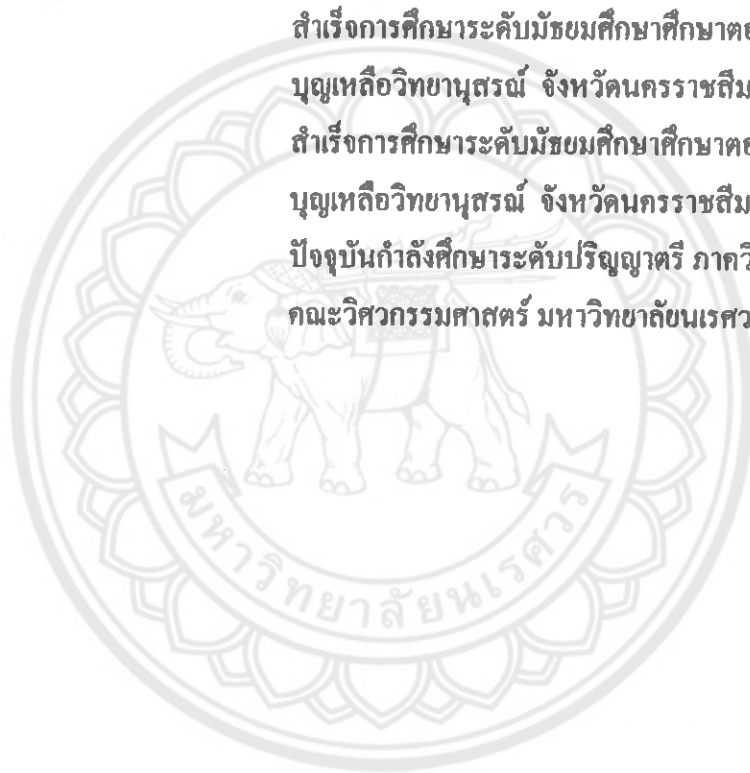 สำเร็จการศึกษาระดับมัธยมศึกษาศึกษาตอ
บุญเหลือวิทยานุสรณ์ จังหวัดนครราชสีม
สำเร็จการศึกษาระดับมัธยมศึกษาศึกษาตอ
บุญเหลือวิทยานุสรณ์ จังหวัดนครราชสีม
ปัจจุบันกำลังศึกษาระดับปริญญาตรี ภาควิ
คณะวิศวกรรมศาสตร์ มหาวิทยาลัยนเรศว
มหาวิทยาลัยนเรศวร